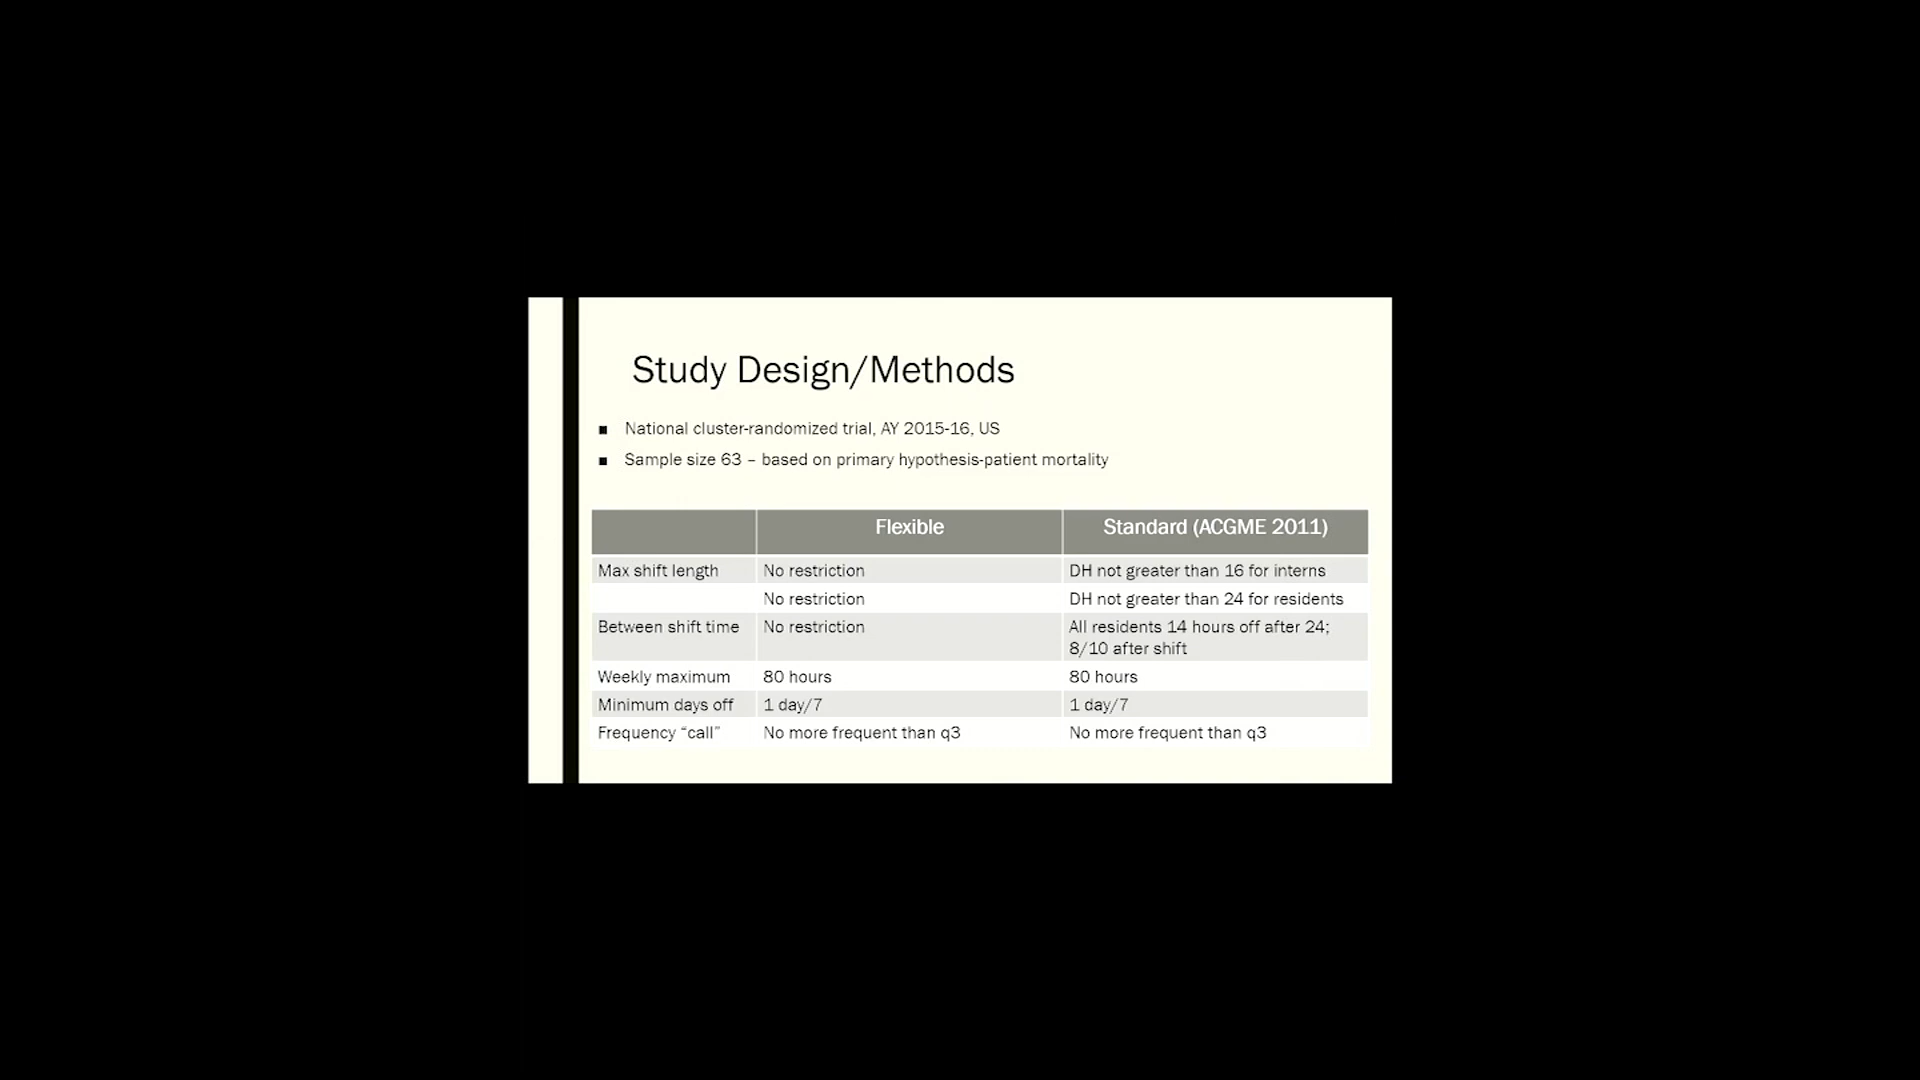 Study Design/Methods
■ National cluster-randomized trial, AY 2015-16, US
■ Sample size 63 – based on primary hypothesis-patient mortality
Flexible Standard (ACGME 2011)
Max shift length No restriction DH not greater than 16 for interns
No restriction DH not greater than 24 for residents
Between shift time No restriction All residents 14 hours off after 24;
8/10 after shift
Weekly maximum 80 hours 80 hours
Minimum days off 1 day/7 1 day/7
Frequency “call” No more frequent than q3 No more frequent than q3